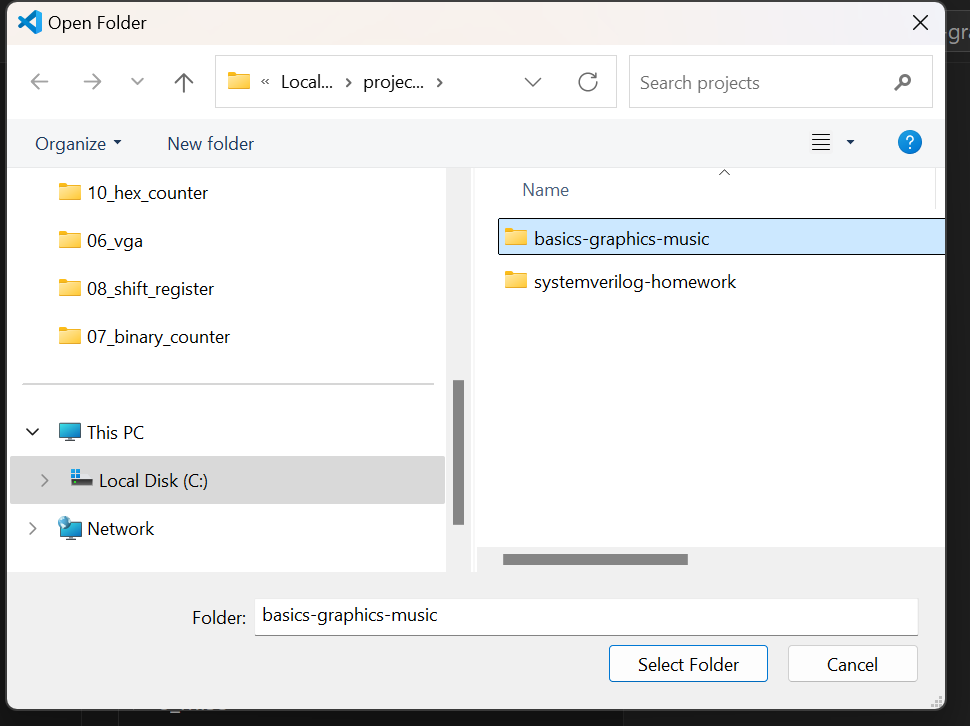 Open Folder
« Local... › projec... ›
Search projects
Organize
New folder
?
10_hex_counter
06_vga
08_shift_register
07_binary_counter
This PC
Local Disk (C:)
Network
Name
basics-graphics-music
systemverilog-homework
Folder: basics-graphics-music
Select Folder
Cancel